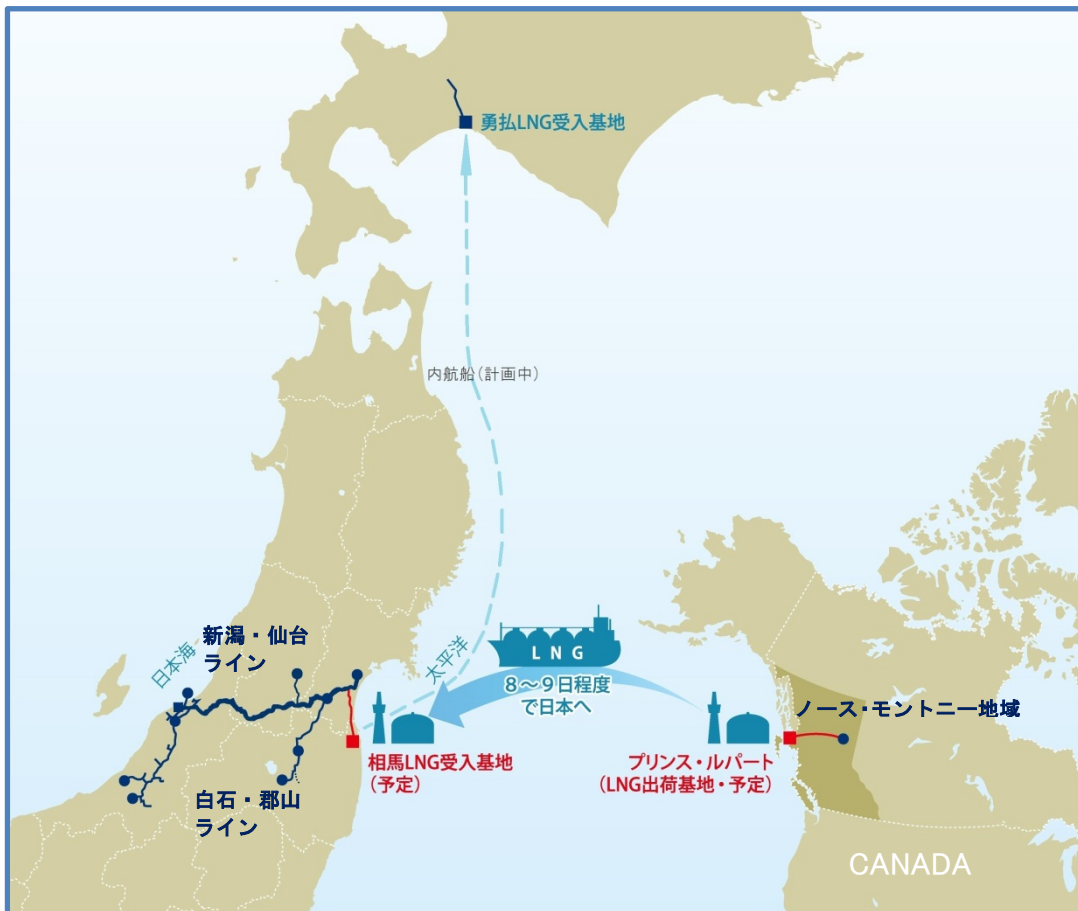 勇払LNG受入基地
内航船(計画中)
日本海
新潟・仙台
ライン
太平洋
LNG
8～9日程度
で日本へ
相馬LNG受入基地
(予定)
白石・郡山
ライン
プリンス・ルパート
(LNG出荷基地・予定)
ノース・モントニー地域
CANADA